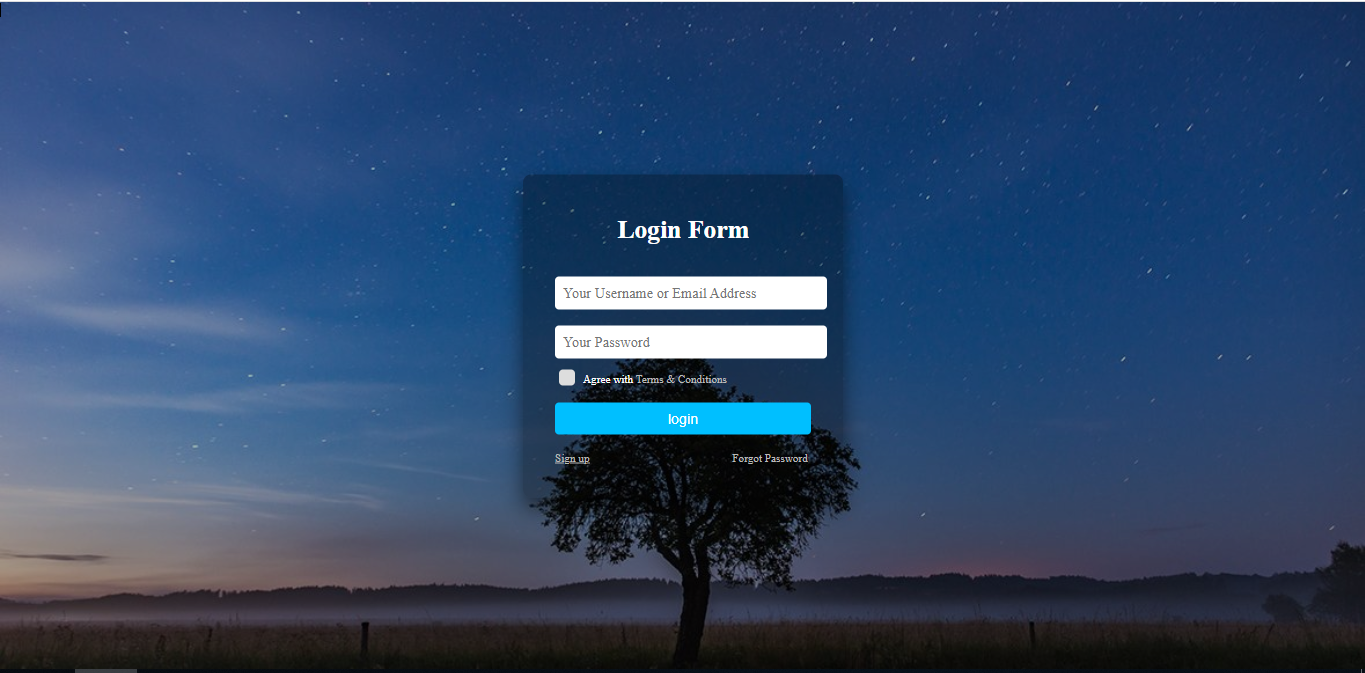 Login Form
Your Username or Email Address
Your Password
Agree with Terms & Conditions
login
Sign up Forgot Password